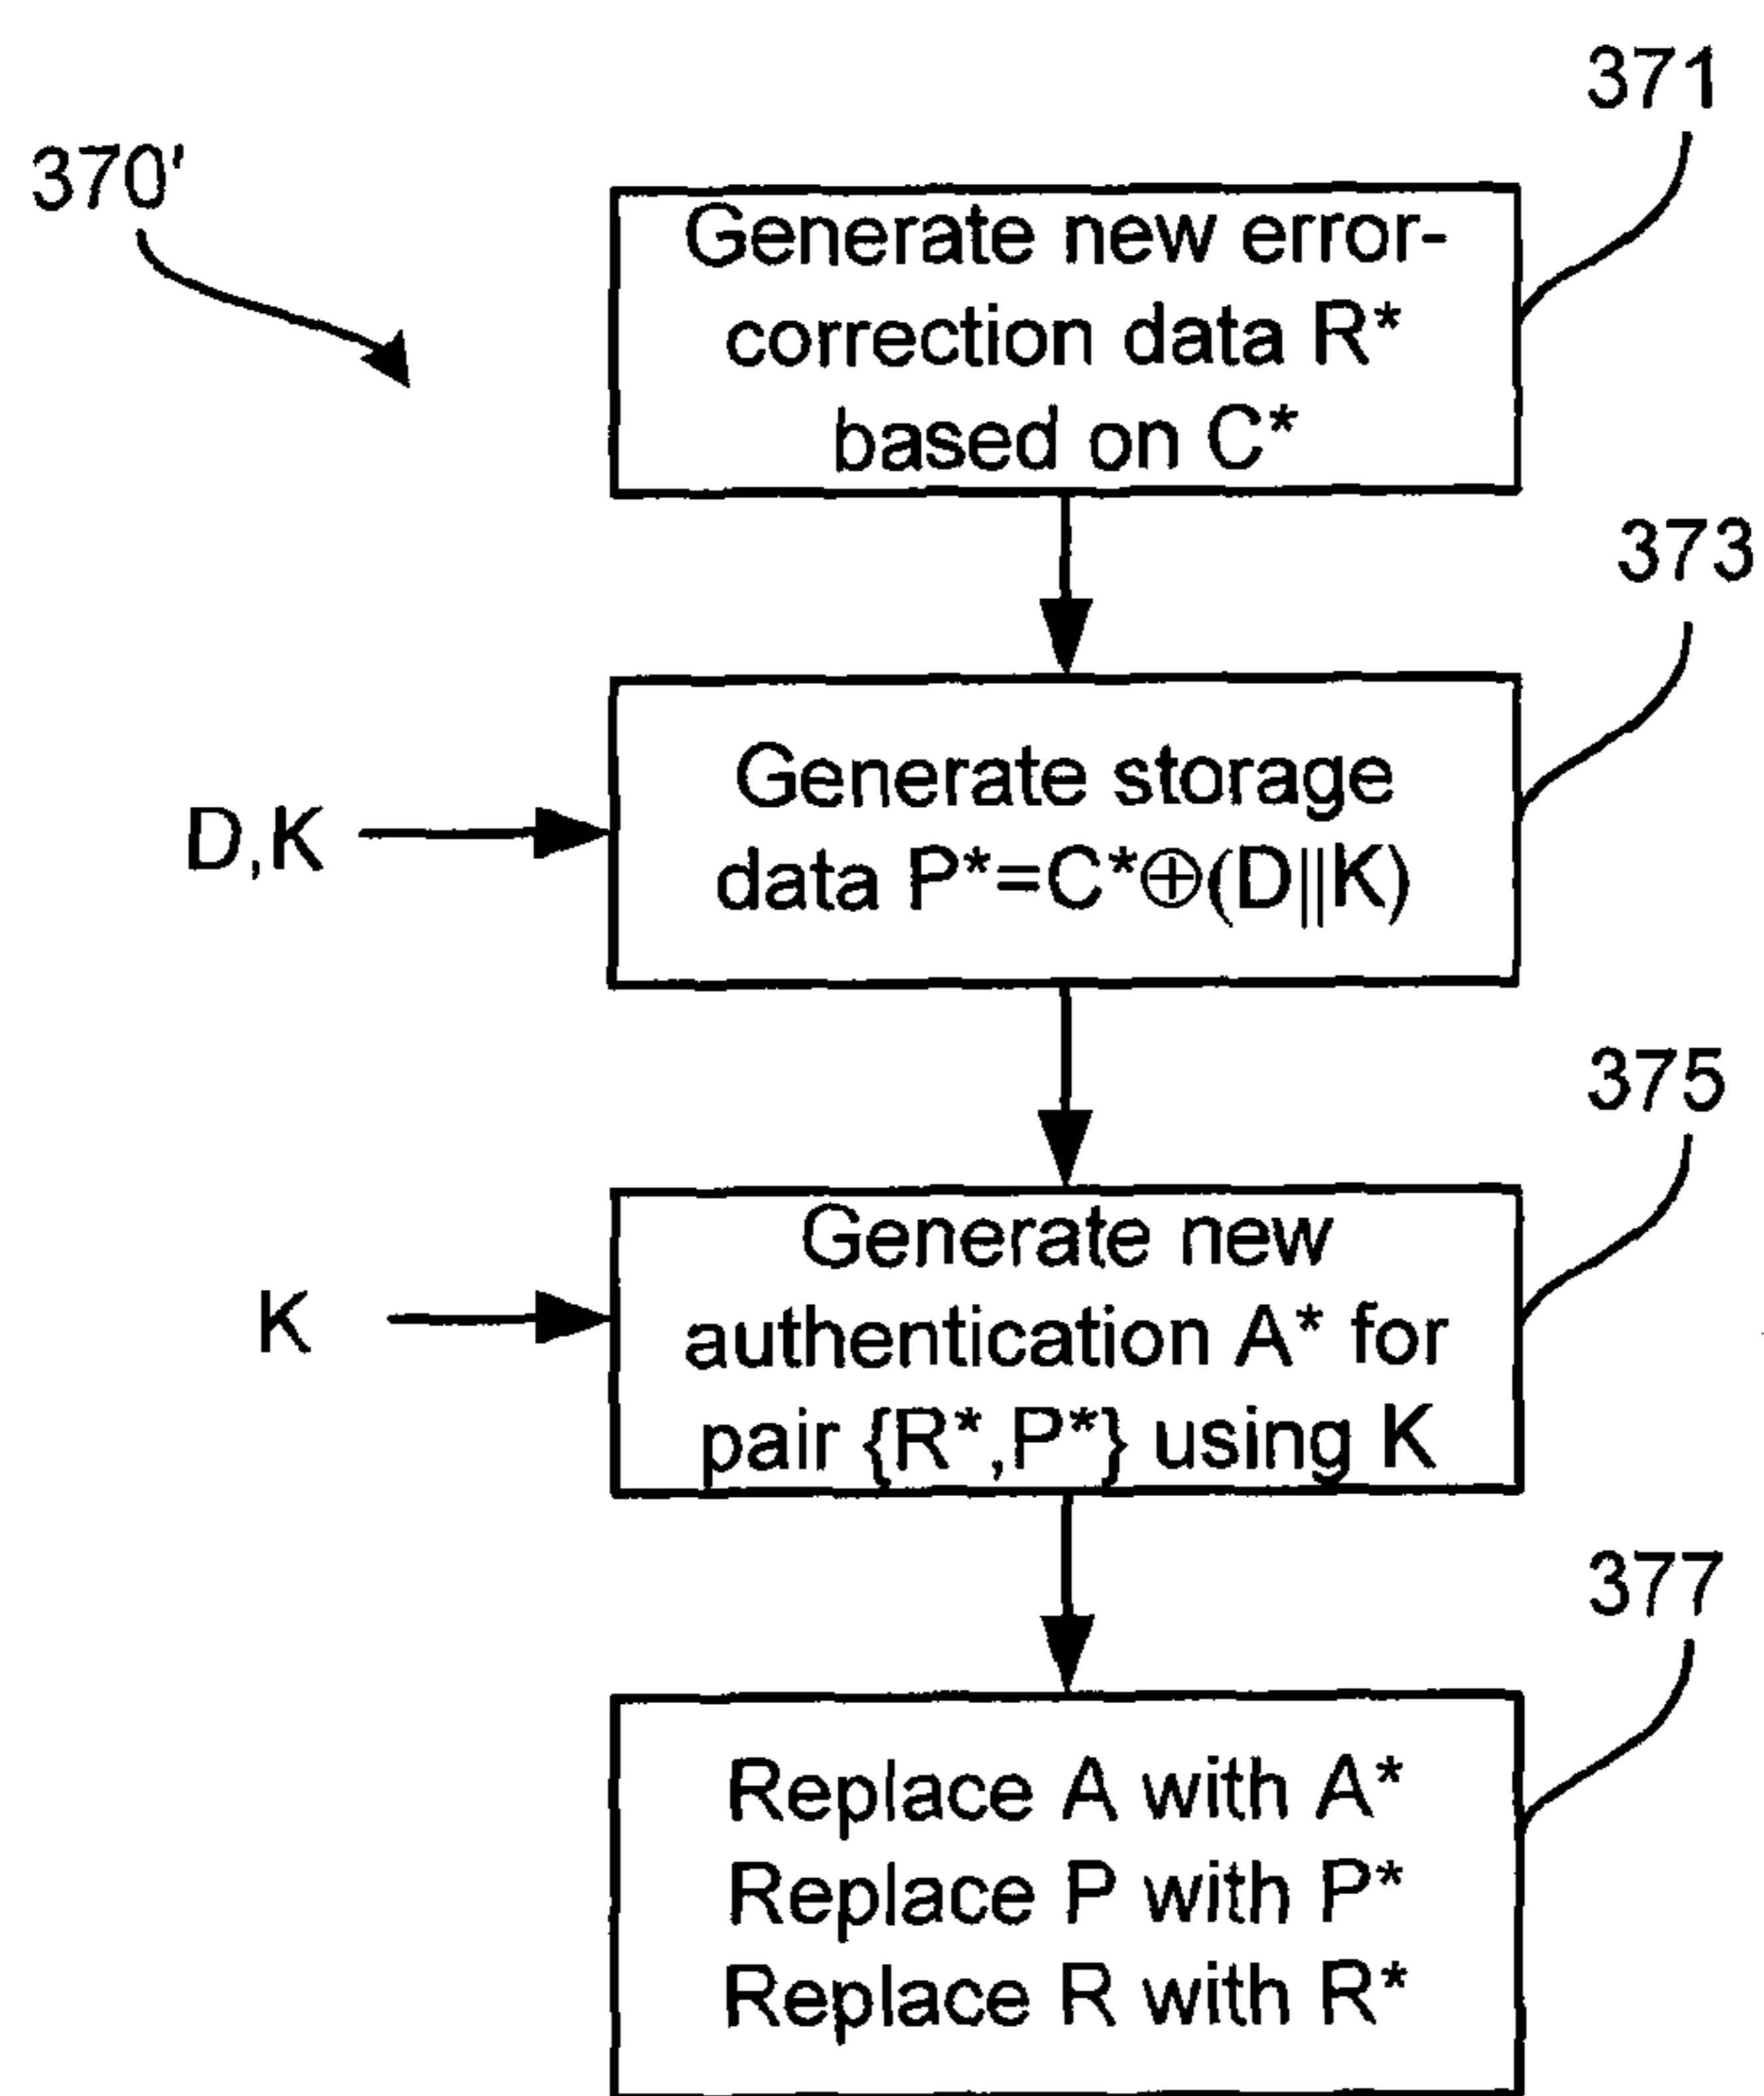 371
370'
Generate new error-
correction data R*
based on C*
373
Generate storage
D,K
data P*=C*⊕(D||K)
375
Generate new
K
authentication A* for
pair {R*,P*} using K
377
Replace A with A*
Replace P with P*
Replace R with R*